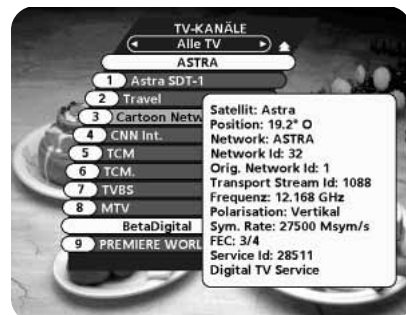 TV-KANÄLE
Alle TV
ASTRA
1 Astra SDT-1
2 Travel
3 Cartoon Netw
4 CNN Int.
5 TCM
6 TCM.
7 TVBS
8 MTV
BetaDigital
9 PREMIERE WORL
Satellit: Astra
Position: 19.2° O
Network: ASTRA
Network Id: 32
Orig. Network Id: 1
Transport Stream Id: 1088
Frequenz: 12.168 GHz
Polarisation: Vertikal
Sym. Rate: 27500 Msym/s
FEC: 3/4
Service Id: 28511
Digital TV Service